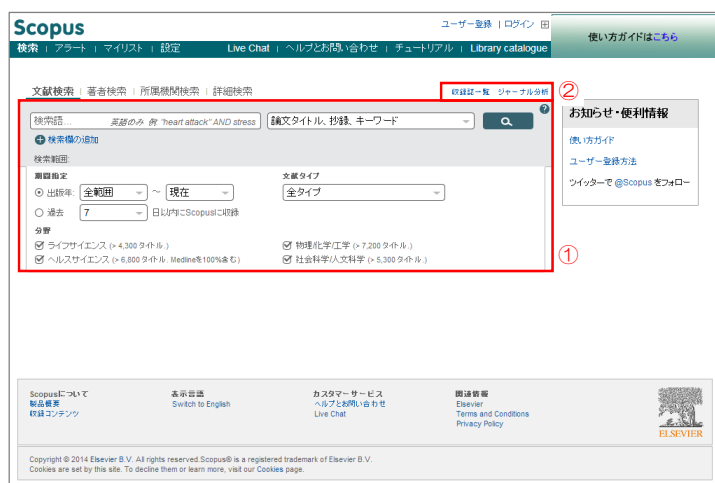 Scopus
ユーザー登録 | ログイン
使い方ガイドはこちら
検索 | アラート | マイリスト | 設定 Live Chat | ヘルプとお問い合わせ | チュートリアル | Library catalogue
文献検索 | 著者検索 | 所属機関検索 | 詳細検索
収録誌一覧 ジャーナル分析
②
検索語... 英語のみ 例: "heart attack" AND stress
論文タイトル、抄録、キーワード
?
検索欄の追加
検索範囲:
期間指定
文献タイプ
出版年: 全範囲 ~ 現在
全タイプ
過去 7 日以内にScopusに収録
分野
ライフサイエンス (> 4,300 タイトル.)
物理/化学/工学 (> 7,200 タイトル.)
ヘルスサイエンス (> 6,800 タイトル. Medlineを100%含む)
社会科学/人文科学 (> 5,300 タイトル.)
①
お知らせ・便利情報
使い方ガイド
ユーザー登録方法
ツイッターで @Scopus をフォロー
Scopusについて
製品概要
収録コンテンツ
表示言語
Switch to English
カスタマーサービス
ヘルプとお問い合わせ
Live Chat
関連情報
Elsevier
Terms and Conditions
Privacy Policy
ELSEVIER
Copyright © 2014 Elsevier B.V. All rights reserved.Scopus® is a registered trademark of Elsevier B.V.
Cookies are set by this site. To decline them or learn more, visit our Cookies page.